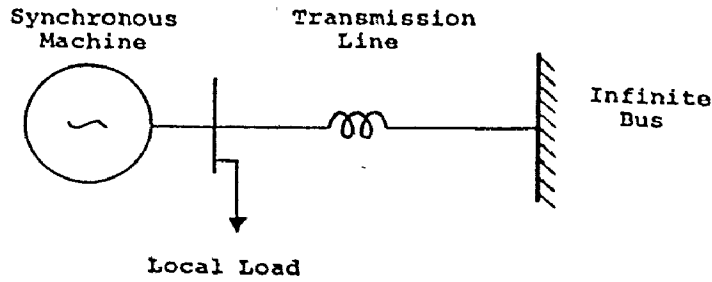 Synchronous
Machine
Transmission
Line
Infinite
Bus
Local Load